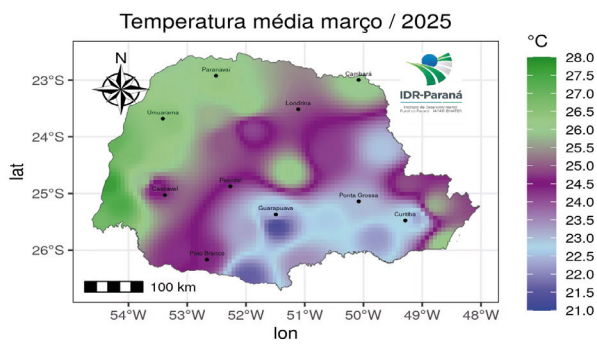 Temperatura média março / 2025
°C
N
IDR-Paraná
Paranavaí
Cambará
Londrina
Umuarama
Cascavel
Ponta Grossa
Guarapuava
Curitiba
Pato Branco
100 km
23°S
24°S
25°S
26°S
lat
54°W 53°W 52°W 51°W 50°W 49°W 48°W
lon
28.0
27.5
27.0
26.5
26.0
25.5
25.0
24.5
24.0
23.5
23.0
22.5
22.0
21.5
21.0